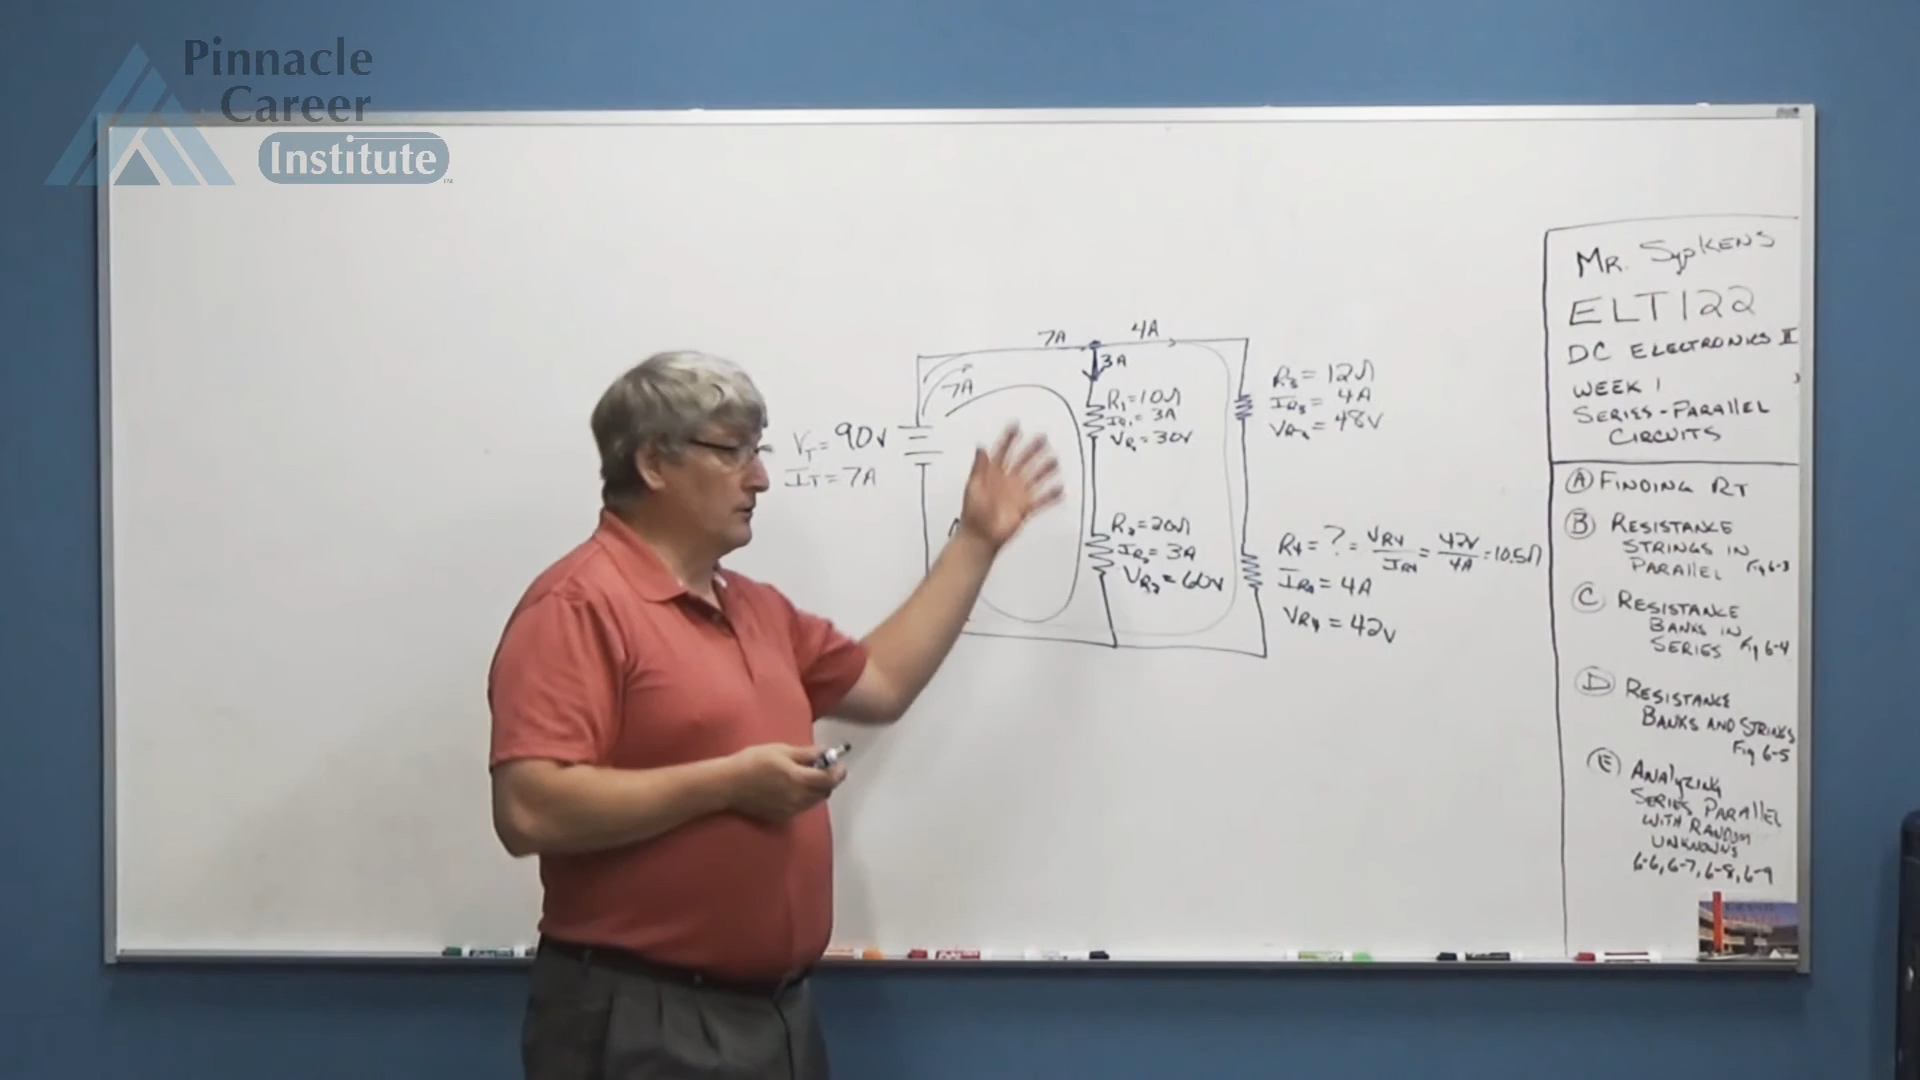 Pinnacle
Career
Institute
™
7A
4A
3A
7A
VT = 90V
IT = 7A
R1 = 10Ω
IR1 = 3A
VR1 = 30V
R2 = 20Ω
IR2 = 3A
VR2 = 60V
R3 = 12Ω
IR3 = 4A
VR3 = 48V
R4 = ? = VR4/IR4 = 42V/4A = 10.5Ω
IR4 = 4A
VR4 = 42V
MR. SypKENS
ELT122
DC ELECTRONICS II
WEEK 1
SERIES-PARALLEL
CIRCUITS
A FINDING RT
B RESISTANCE
STRINGS IN
PARALLEL Fig 6-3
C RESISTANCE
BANKS IN
SERIES Fig 6-4
D RESISTANCE
BANKS AND STRINGS
Fig 6-5
E ANALyZING
SERIES PARALLEL
WITH RANDOM
UNKNOWNS
6-6, 6-7, 6-8, 6-9